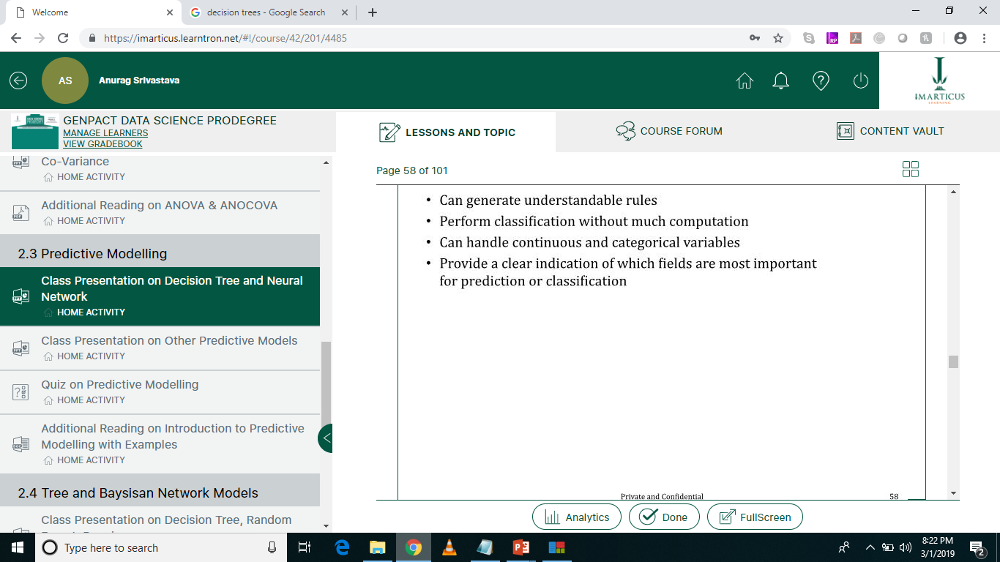 Welcome
decision trees - Google Search
https://imarticus.learntron.net/#!/course/42/201/4485
AS
Anurag Srivastava
IMARTICUS
LEARNING
GENPACT DATA SCIENCE PRODEGREE
MANAGE LEARNERS
VIEW GRADEBOOK
LESSONS AND TOPIC
COURSE FORUM
CONTENT VAULT
Co-Variance
HOME ACTIVITY
Additional Reading on ANOVA & ANOCOVA
HOME ACTIVITY
2.3 Predictive Modelling
Class Presentation on Decision Tree and Neural
Network
HOME ACTIVITY
Class Presentation on Other Predictive Models
HOME ACTIVITY
Quiz on Predictive Modelling
HOME ACTIVITY
Additional Reading on Introduction to Predictive
Modelling with Examples
HOME ACTIVITY
2.4 Tree and Baysisan Network Models
Class Presentation on Decision Tree, Random
Page 58 of 101
• Can generate understandable rules
• Perform classification without much computation
• Can handle continuous and categorical variables
• Provide a clear indication of which fields are most important
for prediction or classification
Private and Confidential
58
Analytics
Done
FullScreen
Type here to search
8:22 PM
3/1/2019
2